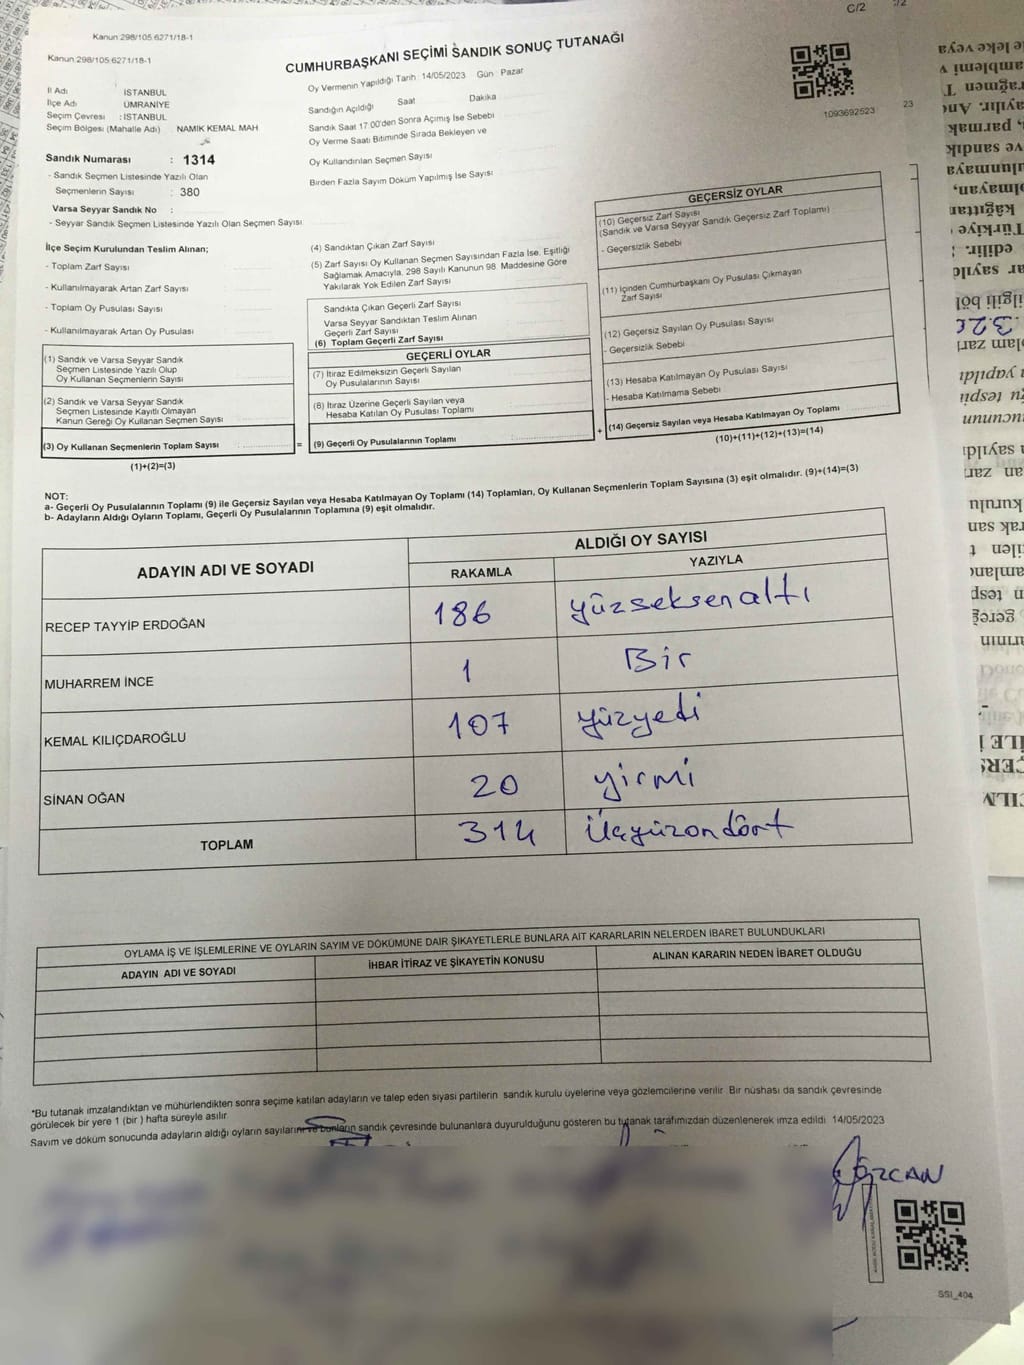 C/2
Kanun:298/105 6271/18-1
Kanun:298/105 6271/18-1
CUMHURBAŞKANI SEÇİMİ SANDIK SONUÇ TUTANAĞI
İl Adı İSTANBUL
İlçe Adı ÜMRANİYE
Seçim Çevresi : İSTANBUL
Seçim Bölgesi (Mahalle Adı) NAMIK KEMAL MAH
Sandık Numarası : 1314
- Sandık Seçmen Listesinde Yazılı Olan
Seçmenlerin Sayısı : 380
Varsa Seyyar Sandık No :
- Seyyar Sandık Seçmen Listesinde Yazılı Olan Seçmen Sayısı
Oy Vermenin Yapıldığı Tarih : 14/05/2023 Gün Pazar
Sandığın Açıldığı Saat Dakika
Sandık Saat 17:00'den Sonra Açımış İse Sebebi
Oy Verme Saati Bitiminde Sırada Bekleyen ve
Oy Kullandırılan Seçmen Sayısı
Birden Fazla Sayım Döküm Yapılmış İse Sayısı
1093692523
23
İlçe Seçim Kurulundan Teslim Alınan;
- Toplam Zarf Sayısı
- Kullanılmayarak Artan Zarf Sayısı
- Toplam Oy Pusulası Sayısı
- Kullanılmayarak Artan Oy Pusulası
(1) Sandık ve Varsa Seyyar Sandık
Seçmen Listesinde Yazılı Olup
Oy Kullanan Seçmenlerin Sayısı
(2) Sandık ve Varsa Seyyar Sandık
Seçmen Listesinde Kayıtlı Olmayan
Kanun Gereği Oy Kullanan Seçmen Sayısı
(3) Oy Kullanan Seçmenlerin Toplam Sayısı =
(1)+(2)=(3)
(4) Sandıktan Çıkan Zarf Sayısı
(5) Zarf Sayısı Oy Kullanan Seçmen Sayısından Fazla İse, Eşitliği
Sağlamak Amacıyla, 298 Sayılı Kanunun 98. Maddesine Göre
Yakılarak Yok Edilen Zarf Sayısı
Sandıkta Çıkan Geçerli Zarf Sayısı
Varsa Seyyar Sandıktan Teslim Alınan
Geçerli Zarf Sayısı
(6) Toplam Geçerli Zarf Sayısı
GEÇERLİ OYLAR
(7) İtiraz Edilmeksizin Geçerli Sayılan
Oy Pusulalarının Sayısı
(8) İtiraz Üzerine Geçerli Sayılan veya
Hesaba Katılan Oy Pusulası Toplamı
(9) Geçerli Oy Pusulalarının Toplamı +
GEÇERSİZ OYLAR
(10) Geçersiz Zarf Sayısı
(Sandık ve Varsa Seyyar Sandık Geçersiz Zarf Toplamı)
- Geçersizlik Sebebi
(11) İçinden Cumhurbaşkanı Oy Pusulası Çıkmayan
Zarf Sayısı
(12) Geçersiz Sayılan Oy Pusulası Sayısı
- Geçersizlik Sebebi
(13) Hesaba Katılmayan Oy Pusulası Sayısı
- Hesaba Katılmama Sebebi
(14) Geçersiz Sayılan veya Hesaba Katılmayan Oy Toplamı
(10)+(11)+(12)+(13)=(14)
NOT:
a- Geçerli Oy Pusulalarının Toplamı (9) ile Geçersiz Sayılan veya Hesaba Katılmayan Oy Toplamı (14) Toplamları, Oy Kullanan Seçmenlerin Toplam Sayısına (3) eşit olmalıdır. (9)+(14)=(3)
b- Adayların Aldığı Oyların Toplamı, Geçerli Oy Pusulalarının Toplamına (9) eşit olmalıdır.
ADAYIN ADI VE SOYADI ALDIĞI OY SAYISI
RAKAMLA YAZIYLA
RECEP TAYYİP ERDOĞAN 186 yüzseksenaltı
MUHARREM İNCE 1 Bir
KEMAL KILIÇDAROĞLU 107 yüzyedi
SİNAN OĞAN 20 yirmi
TOPLAM 314 üçyüzondört
OYLAMA İŞ VE İŞLEMLERİNE VE OYLARIN SAYIM VE DÖKÜMÜNE DAİR ŞİKAYETLERLE BUNLARA AİT KARARLARIN NELERDEN İBARET BULUNDUKLARI
ADAYIN ADI VE SOYADI İHBAR İTİRAZ VE ŞİKAYETİN KONUSU ALINAN KARARIN NEDEN İBARET OLDUĞU
*Bu tutanak imzalandıktan ve mühürlendikten sonra seçime katılan adayların ve talep eden siyasi partilerin sandık kurulu üyelerine veya gözlemcilerine verilir. Bir nüshası da sandık çevresinde
görülecek bir yere 1 (bir) hafta süreyle asılır.
Sayım ve döküm sonucunda adayların aldığı oyların sayılarını ve bunların sandık çevresinde bulunanlara duyurulduğunu gösteren bu tutanak tarafımızdan düzenlenerek imza edildi. 14/05/2023
ÖZCAN
SSI_404